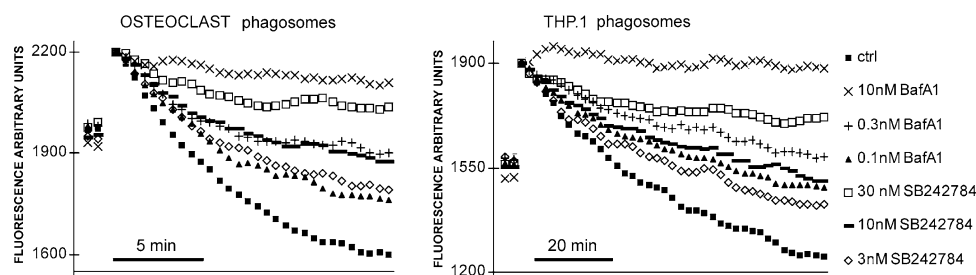 OSTEOCLAST phagosomes
FLUORESCENCE ARBITRARY UNITS
2200
1900
1600
5 min
THP.1 phagosomes
FLUORESCENCE ARBITRARY UNITS
1900
1550
1200
20 min
ctrl
10nM BafA1
0.3nM BafA1
0.1nM BafA1
30 nM SB242784
10nM SB242784
3nM SB242784